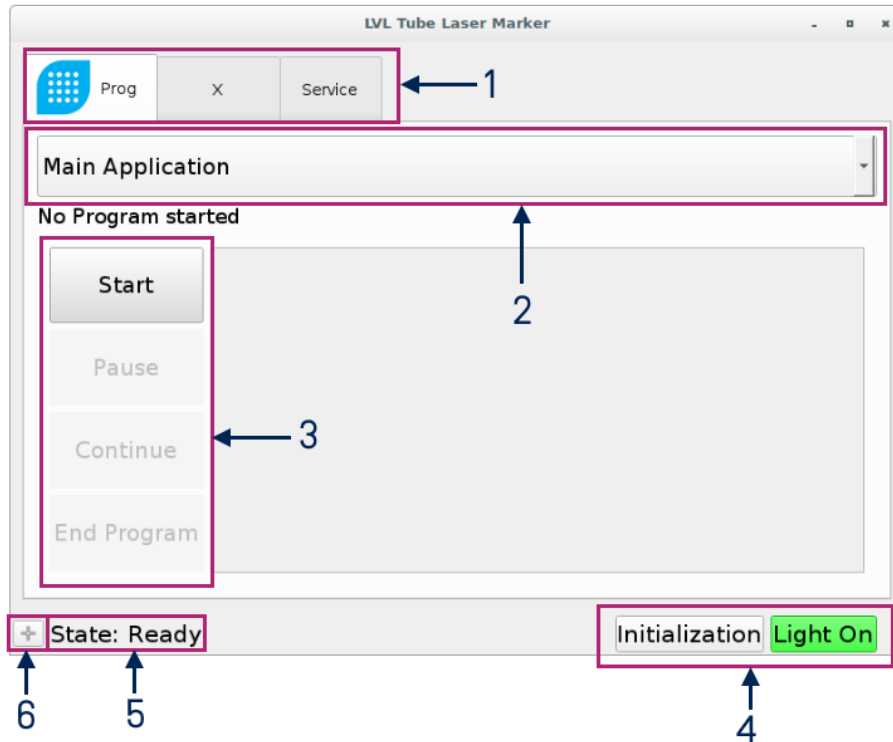 LVL Tube Laser Marker
Prog X Service
1
Main Application
No Program started
2
Start
Pause
Continue
End Program
3
State: Ready
Initialization Light On
6
5
4